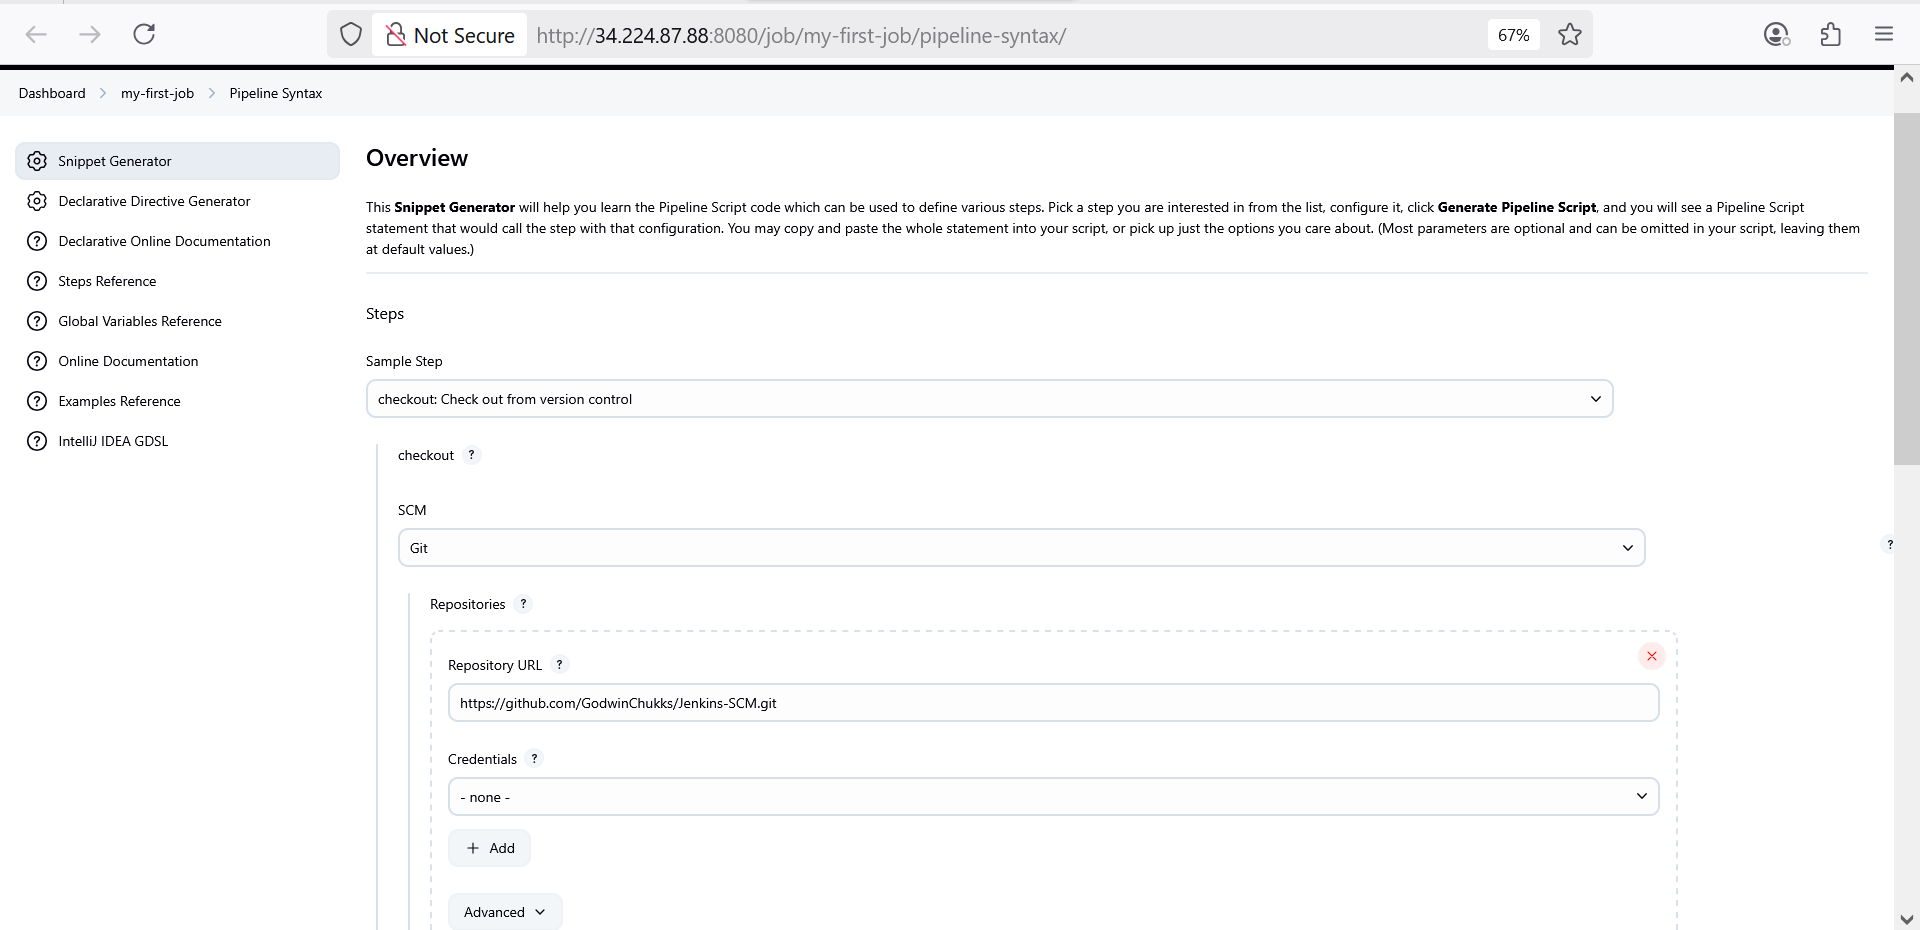 Not Secure http://34.224.87.88:8080/job/my-first-job/pipeline-syntax/ 67%
Dashboard my-first-job Pipeline Syntax
Snippet Generator
Declarative Directive Generator
Declarative Online Documentation
Steps Reference
Global Variables Reference
Online Documentation
Examples Reference
IntelliJ IDEA GDSL
Overview
This Snippet Generator will help you learn the Pipeline Script code which can be used to define various steps. Pick a step you are interested in from the list, configure it, click Generate Pipeline Script, and you will see a Pipeline Script
statement that would call the step with that configuration. You may copy and paste the whole statement into your script, or pick up just the options you care about. (Most parameters are optional and can be omitted in your script, leaving them
at default values.)
Steps
Sample Step
checkout: Check out from version control
checkout ?
SCM
Git
?
Repositories ?
Repository URL ?
https://github.com/GodwinChukks/Jenkins-SCM.git
Credentials ?
- none -
+ Add
Advanced